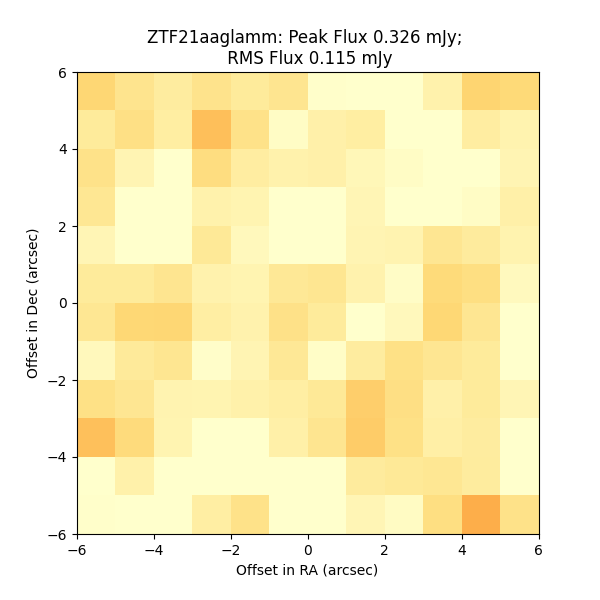 ZTF21aaglamm: Peak Flux 0.326 mJy;
RMS Flux 0.115 mJy
6
4
2
0
−2
−4
−6
Offset in Dec (arcsec)
−6 −4 −2 0 2 4 6
Offset in RA (arcsec)